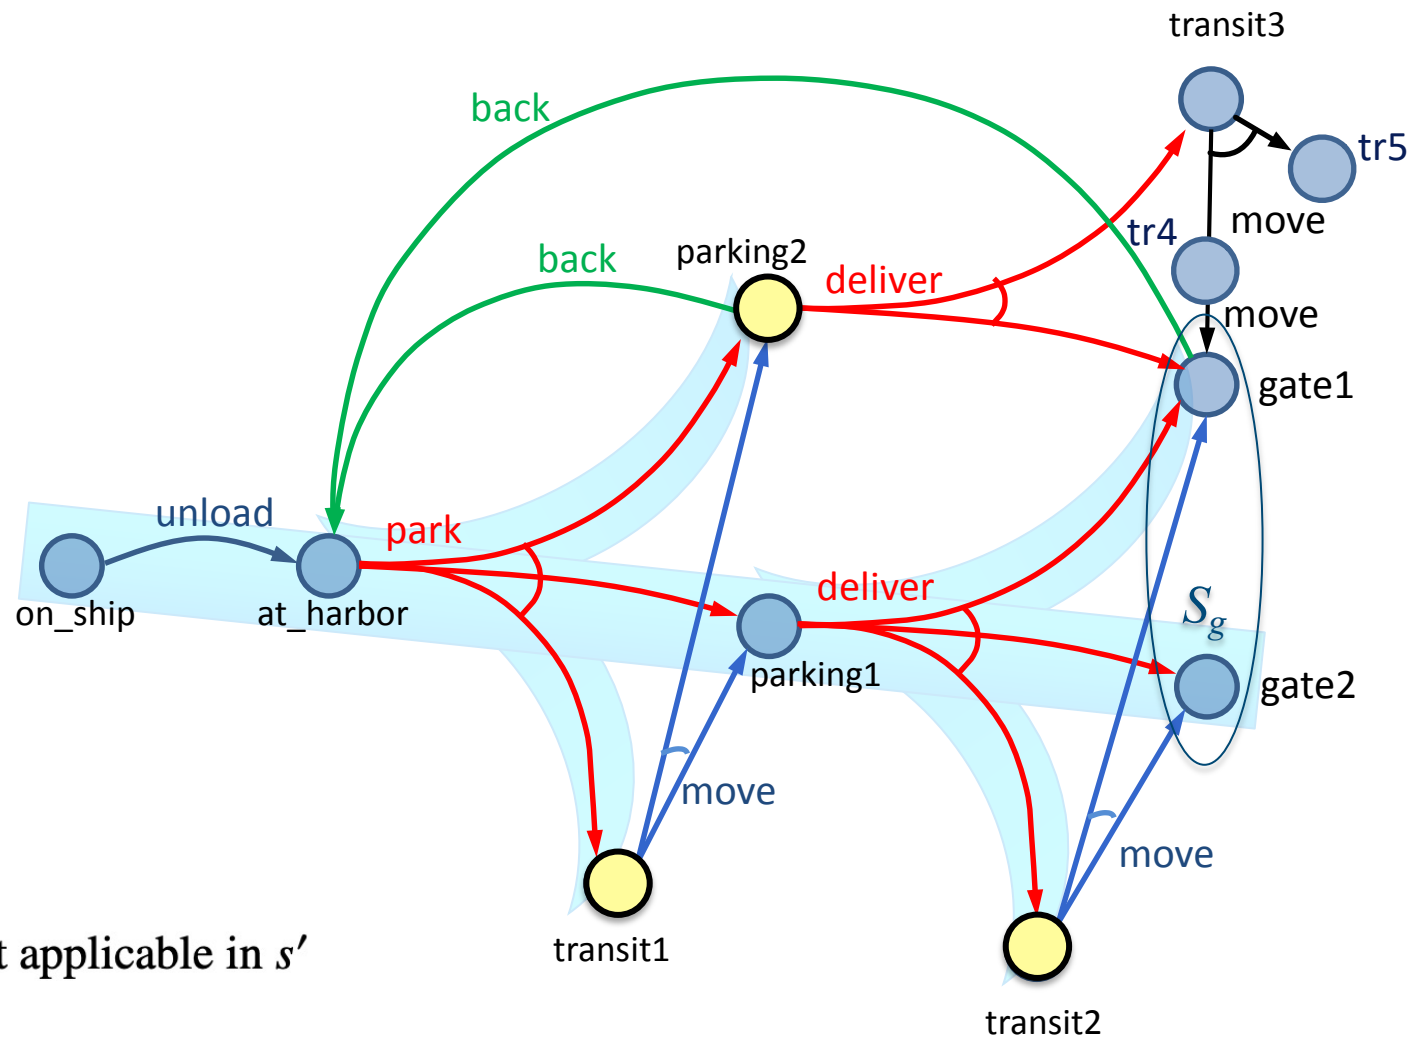 transit3
back
tr5
move
tr4
parking2
back
deliver
move
gate1
unload
park
on_ship
at_harbor
deliver
S_g
parking1
gate2
move
move
transit1
t applicable in s′
transit2